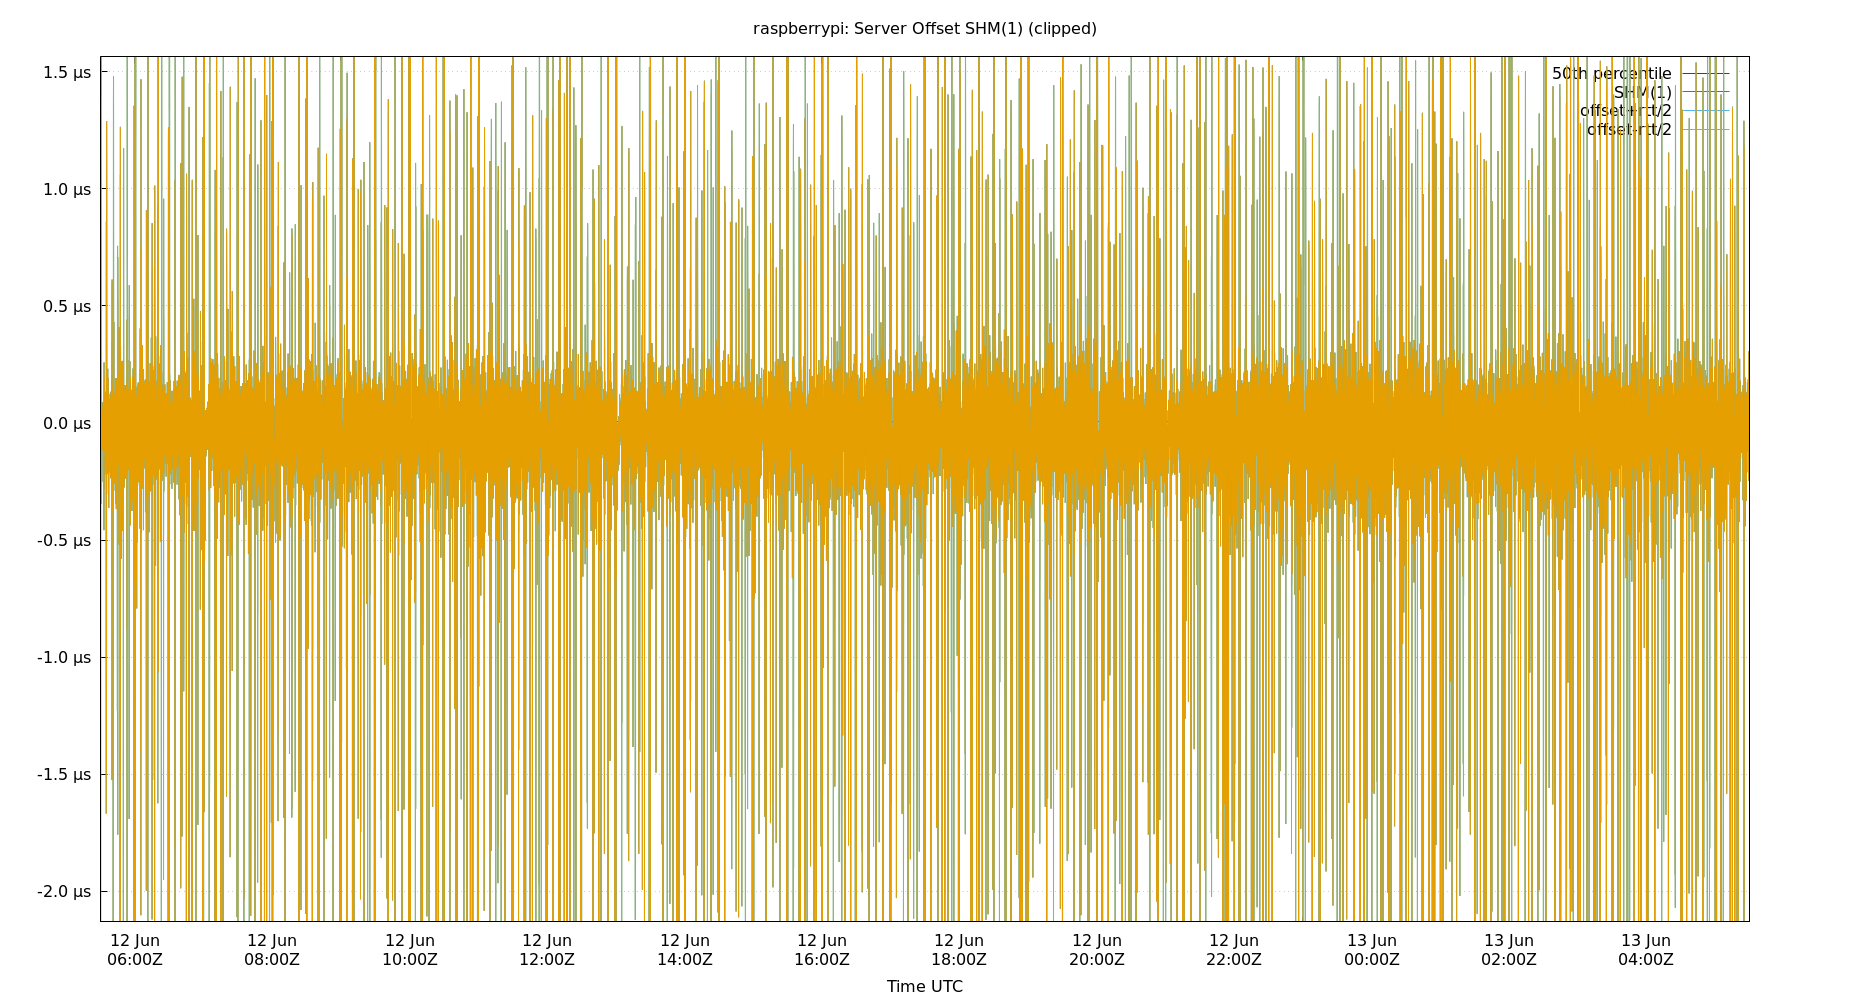 raspberrypi: Server Offset SHM(1) (clipped)
1.5 µs
1.0 µs
0.5 µs
0.0 µs
-0.5 µs
-1.0 µs
-1.5 µs
-2.0 µs
50th percentile
SHM(1)
offset+rtt/2
offset-rtt/2
12 Jun 12 Jun 12 Jun 12 Jun 12 Jun 12 Jun 12 Jun 12 Jun 12 Jun 13 Jun 13 Jun 13 Jun
06:00Z 08:00Z 10:00Z 12:00Z 14:00Z 16:00Z 18:00Z 20:00Z 22:00Z 00:00Z 02:00Z 04:00Z
Time UTC